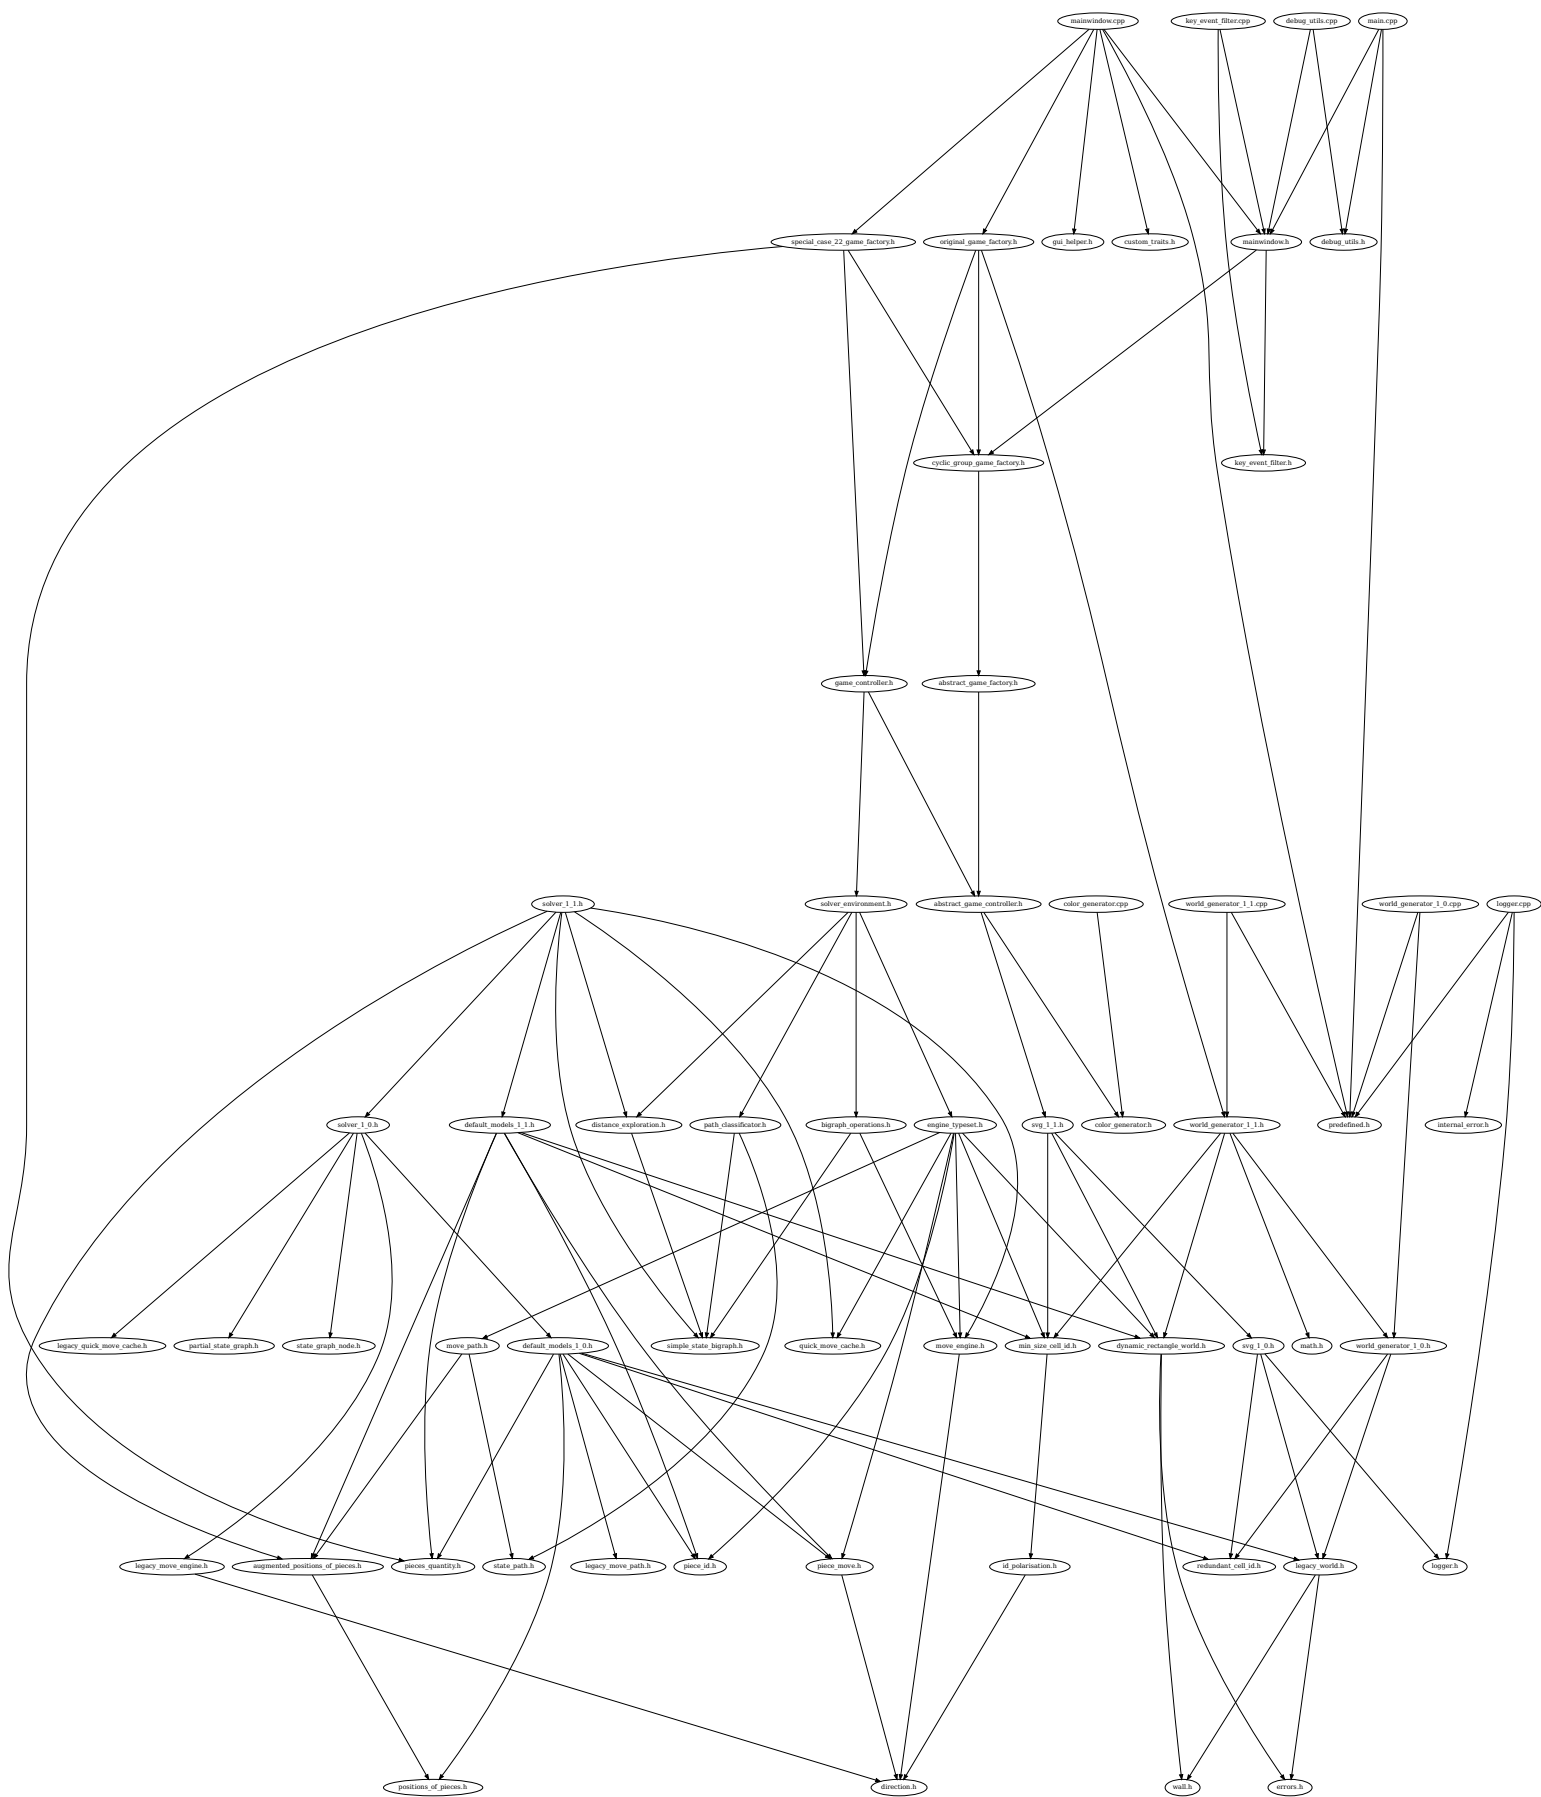 mainwindow.cpp
key_event_filter.cpp
debug_utils.cpp
main.cpp
special_case_22_game_factory.h
original_game_factory.h
gui_helper.h
custom_traits.h
mainwindow.h
debug_utils.h
cyclic_group_game_factory.h
key_event_filter.h
game_controller.h
abstract_game_factory.h
solver_1_1.h
solver_environment.h
abstract_game_controller.h
color_generator.cpp
world_generator_1_1.cpp
world_generator_1_0.cpp
logger.cpp
solver_1_0.h
default_models_1_1.h
distance_exploration.h
path_classificator.h
bigraph_operations.h
engine_typeset.h
svg_1_1.h
color_generator.h
world_generator_1_1.h
predefined.h
internal_error.h
legacy_quick_move_cache.h
partial_state_graph.h
state_graph_node.h
move_path.h
default_models_1_0.h
simple_state_bigraph.h
quick_move_cache.h
move_engine.h
min_size_cell_id.h
dynamic_rectangle_world.h
svg_1_0.h
math.h
world_generator_1_0.h
legacy_move_engine.h
augmented_positions_of_pieces.h
pieces_quantity.h
state_path.h
legacy_move_path.h
piece_id.h
piece_move.h
id_polarisation.h
redundant_cell_id.h
legacy_world.h
logger.h
positions_of_pieces.h
direction.h
wall.h
errors.h